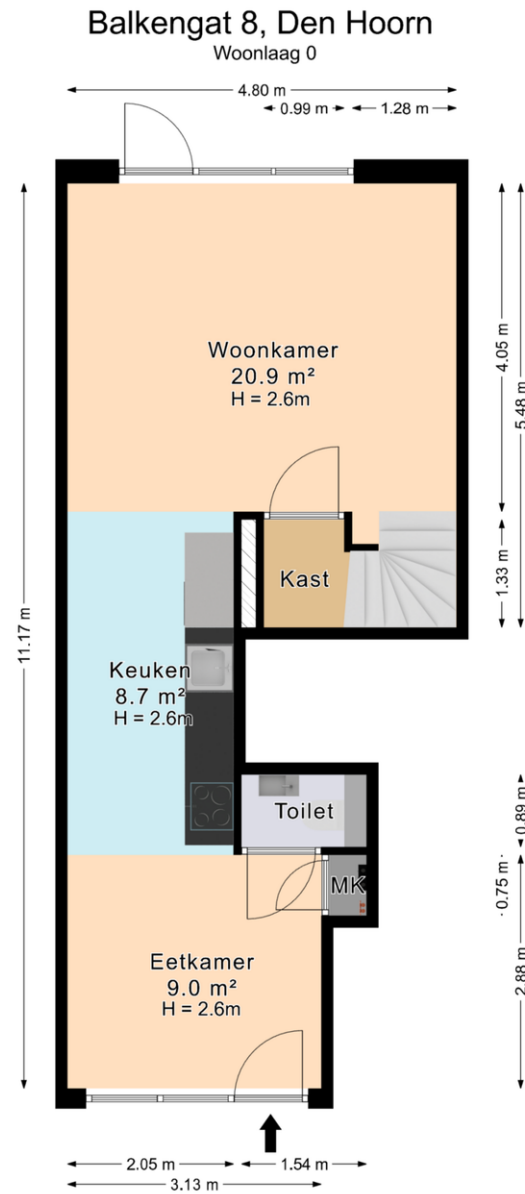 Balkengat 8, Den Hoorn
Woonlaag 0
4.80 m
0.99 m
1.28 m
Woonkamer
20.9 m²
H = 2.6m
4.05 m
5.48 m
Kast
1.33 m
11.17 m
Keuken
8.7 m²
H = 2.6m
Toilet
0.89 m
MK
0.75 m
Eetkamer
9.0 m²
H = 2.6m
2.88 m
2.05 m
1.54 m
3.13 m